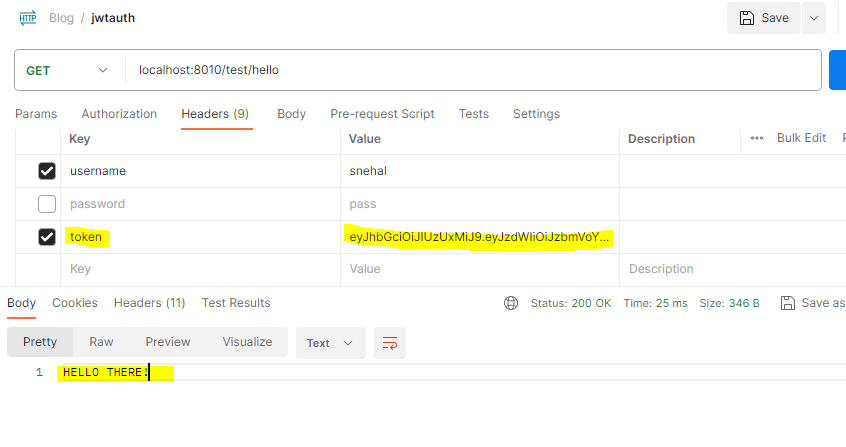 HTTP Blog / jwtauth Save
GET localhost:8010/test/hello
Params Authorization Headers (9) Body Pre-request Script Tests Settings
Key Value Description ••• Bulk Edit
username snehal
password pass
token eyJhbGciOiJIUzUxMiJ9.eyJzdWIiOiJzbmVoY...
Key Value Description
Body Cookies Headers (11) Test Results Status: 200 OK Time: 25 ms Size: 346 B Save as
Pretty Raw Preview Visualize Text
1 HELLO THERE!